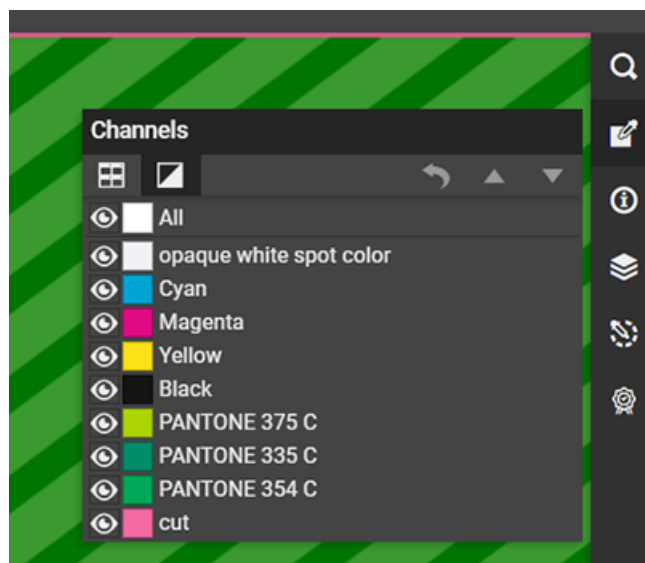 Channels
All
opaque white spot color
Cyan
Magenta
Yellow
Black
PANTONE 375 C
PANTONE 335 C
PANTONE 354 C
cut